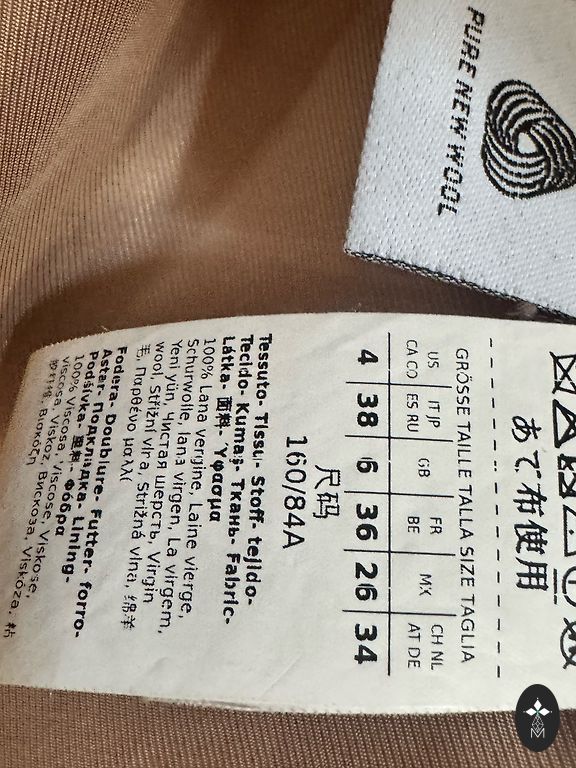 PURE NEW WOOL
あて布使用
GRÖSSE TAILLE TALLA SIZE TAGLIA
US IT JP GB FR MK CH NL
CA CO ES RU BE AT DE
4 38 6 36 26 34
尺码
160/84A
Tessuto- Tissu- Stoff- tejido-
Tecido- Kumaş- Ткань- Fabric-
Látka- 面料- Ύφασμα
100% Lana vergine, Laine vierge,
Schurwolle, lana virgen, La virgem,
Yeni yün, Чистая шерсть, Virgin
wool, Střižní vlna, Strižná vlna, 绵羊
毛, Παρθένο μαλλί
Fodera- Doublure- Futter- forro-
Astar- Подкладка- Lining-
Podšívka- 里料- Φόδρα
100% Viscosa, Viscose, Viskose,
viscosa, Viskoz, Вискоза, Viskóza, 粘
Βισκόζη
M